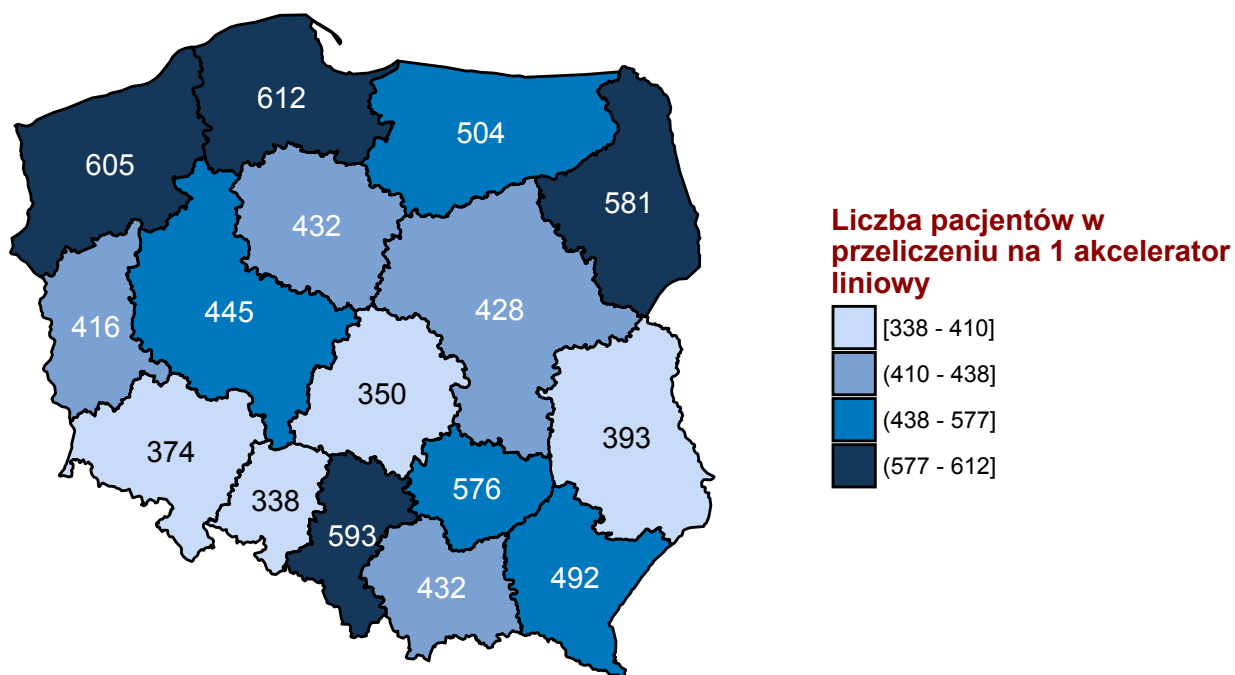 612
504
605
581
432
428
445
416
350
393
374
576
338
593
492
432
Liczba pacjentów w
przeliczeniu na 1 akcelerator
liniowy
[338 - 410]
(410 - 438]
(438 - 577]
(577 - 612]